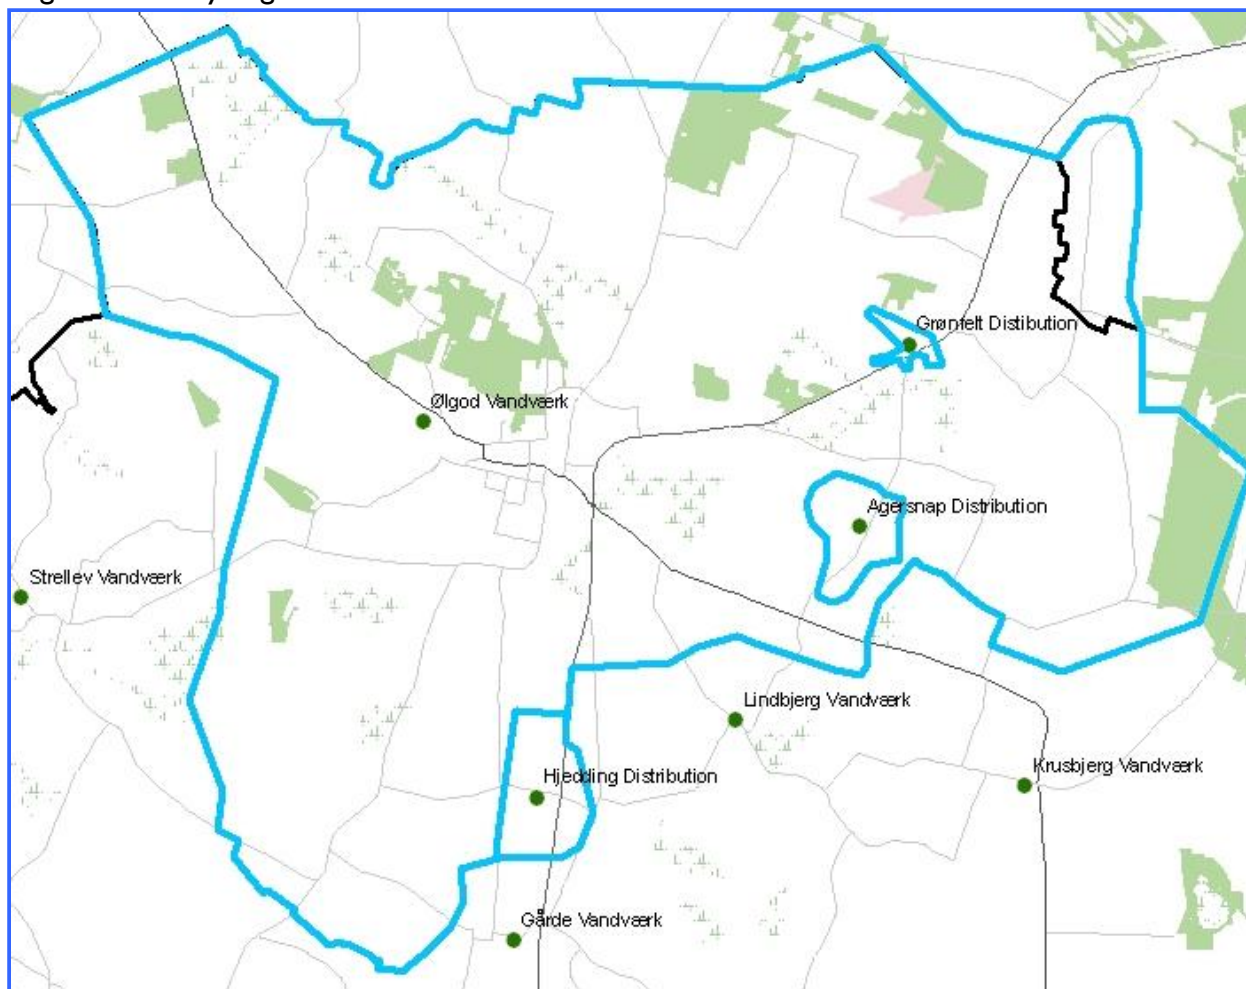 Grønfelt Distibution
Ølgod Vandværk
Agersnap Distribution
Strellev Vandværk
Lindbjerg Vandværk
Krusbjerg Vandværk
Hjedding Distribution
Gårde Vandværk